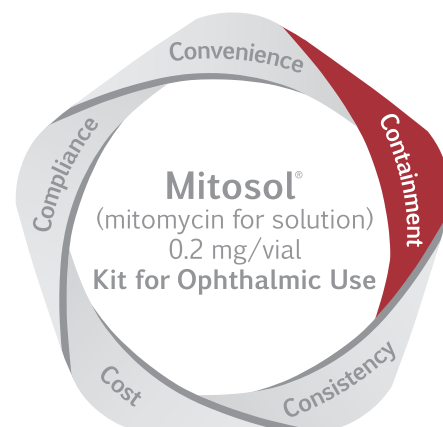 Convenience
Containment
Compliance
Mitosol®
(mitomycin for solution)
0.2 mg/vial
Kit for Ophthalmic Use
Cost
Consistency